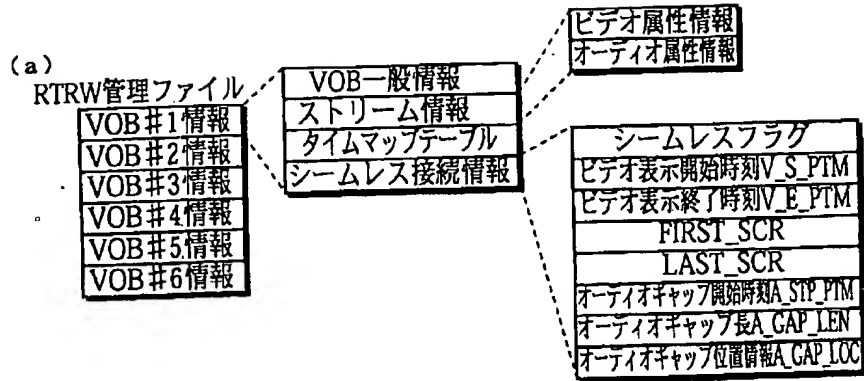 (a)
RTRW管理ファイル
VOB#1情報
VOB#2情報
VOB#3情報
VOB#4情報
VOB#5情報
VOB#6情報
VOB一般情報
ストリーム情報
タイムマップテーブル
シームレス接続情報
ビデオ属性情報
オーディオ属性情報
シームレスフラグ
ビデオ表示開始時刻V_S_PTM
ビデオ表示終了時刻V_E_PTM
FIRST_SCR
LAST_SCR
オーディオギャップ開始時刻A_STP_PTM
オーディオギャップ長A_GAP_LEN
オーディオギャップ位置情報A_GAP_LOC